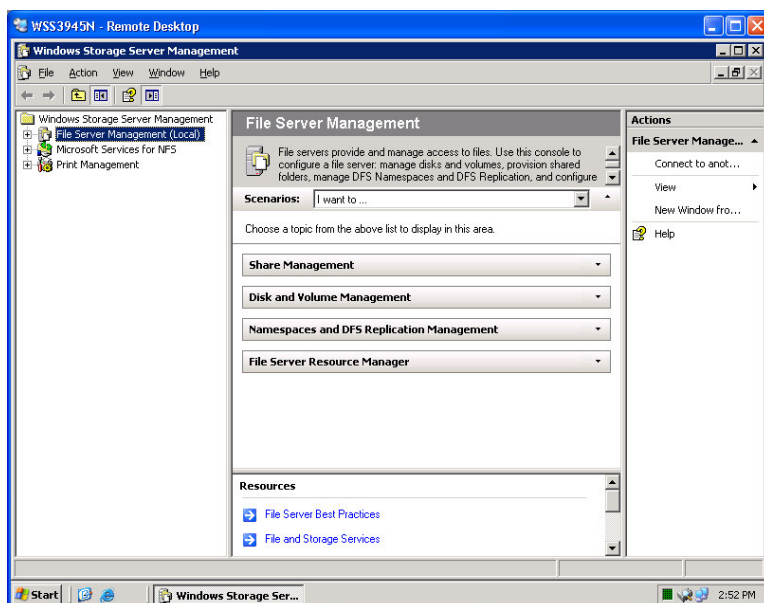 WSS3945N - Remote Desktop
Windows Storage Server Management
File Action View Window Help
Windows Storage Server Management
File Server Management (Local)
Microsoft Services for NFS
Print Management
File Server Management
File servers provide and manage access to files. Use this console to
configure a file server: manage disks and volumes, provision shared
folders, manage DFS Namespaces and DFS Replication, and configure
Scenarios: I want to ...
Choose a topic from the above list to display in this area.
Share Management
Disk and Volume Management
Namespaces and DFS Replication Management
File Server Resource Manager
Resources
File Server Best Practices
File and Storage Services
Actions
File Server Manage...
Connect to anot...
View
New Window fro...
Help
Start
Windows Storage Ser...
2:52 PM